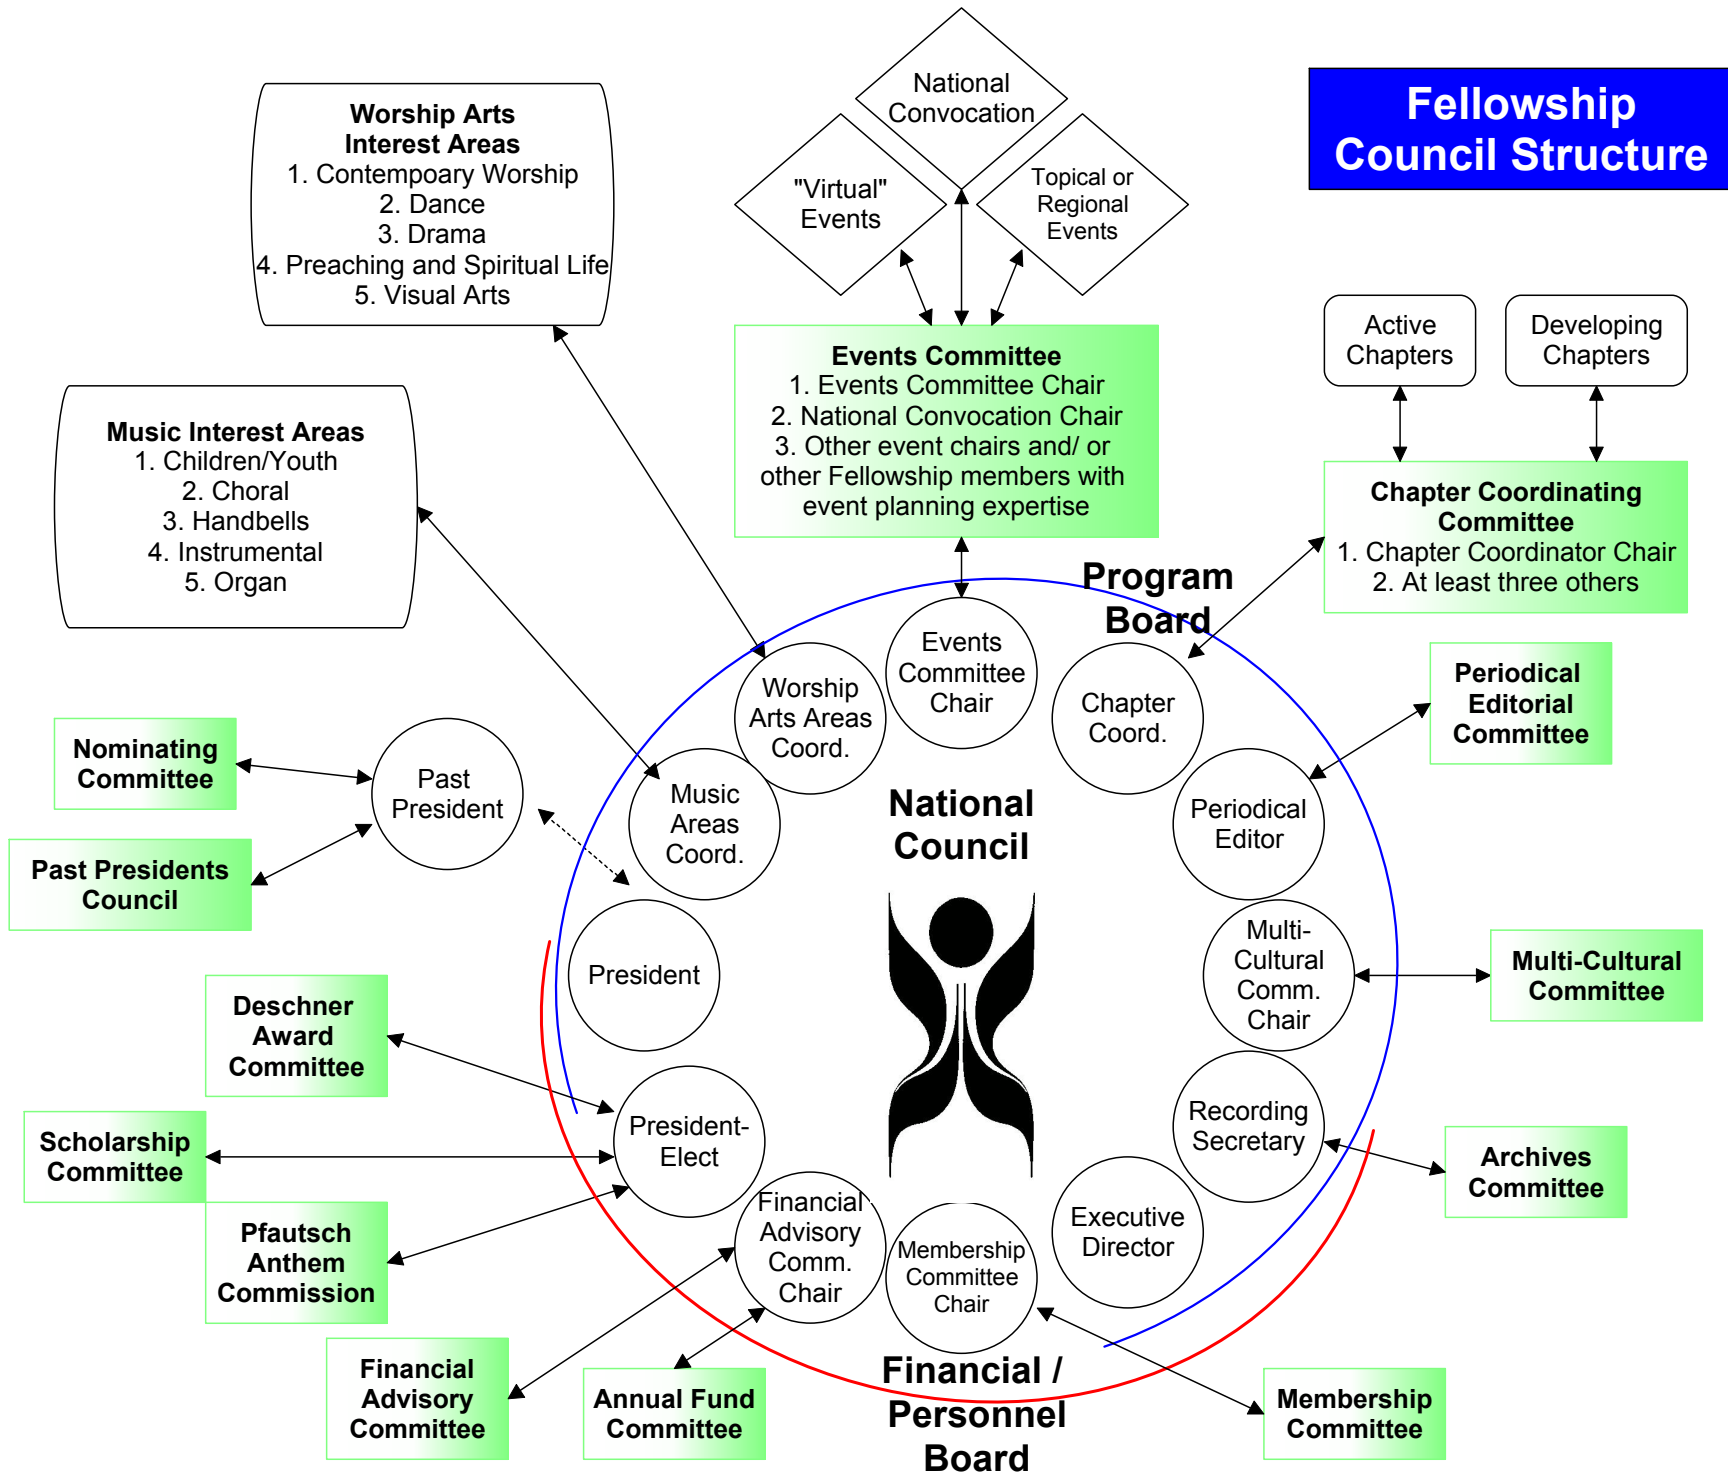 Fellowship
Council Structure
National
Convocation
"Virtual"
Events
Topical or
Regional
Events
Worship Arts
Interest Areas
1. Contempoary Worship
2. Dance
3. Drama
4. Preaching and Spiritual Life
5. Visual Arts
Events Committee
1. Events Committee Chair
2. National Convocation Chair
3. Other event chairs and/ or
other Fellowship members with
event planning expertise
Active
Chapters
Developing
Chapters
Music Interest Areas
1. Children/Youth
2. Choral
3. Handbells
4. Instrumental
5. Organ
Chapter Coordinating
Committee
1. Chapter Coordinator Chair
2. At least three others
Program
Board
Events
Committee
Chair
Worship
Arts Areas
Coord.
Chapter
Coord.
Periodical
Editorial
Committee
Nominating
Committee
Past
President
Music
Areas
Coord.
National
Council
Periodical
Editor
Past Presidents
Council
President
Multi-
Cultural
Comm.
Chair
Multi-Cultural
Committee
Deschner
Award
Committee
President-
Elect
Recording
Secretary
Scholarship
Committee
Archives
Committee
Pfautsch
Anthem
Commission
Financial
Advisory
Comm.
Chair
Membership
Committee
Chair
Executive
Director
Financial
Advisory
Committee
Annual Fund
Committee
Financial /
Personnel
Board
Membership
Committee